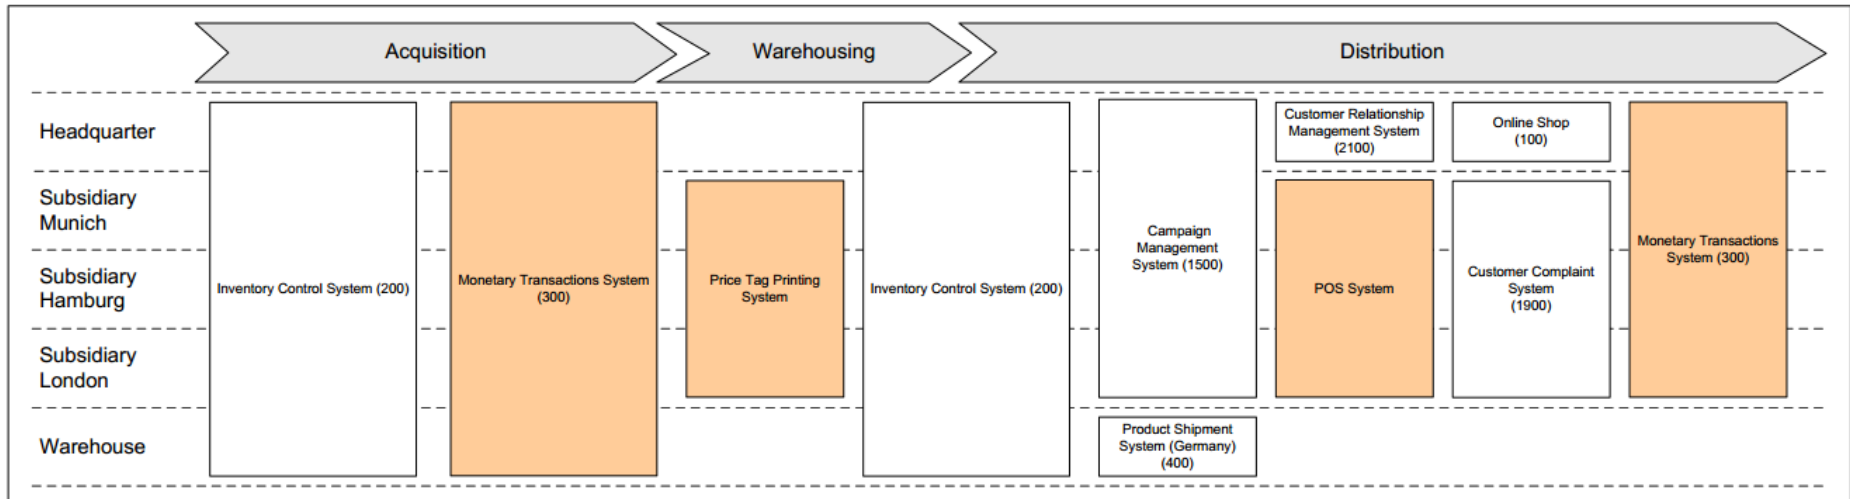 Acquisition
Warehousing
Distribution
Headquarter
Subsidiary
Munich
Subsidiary
Hamburg
Subsidiary
London
Warehouse
Inventory Control System (200)
Monetary Transactions System
(300)
Price Tag Printing
System
Inventory Control System (200)
Campaign
Management
System (1500)
Product Shipment
System (Germany)
(400)
Customer Relationship
Management System
(2100)
POS System
Online Shop
(100)
Customer Complaint
System
(1900)
Monetary Transactions
System (300)